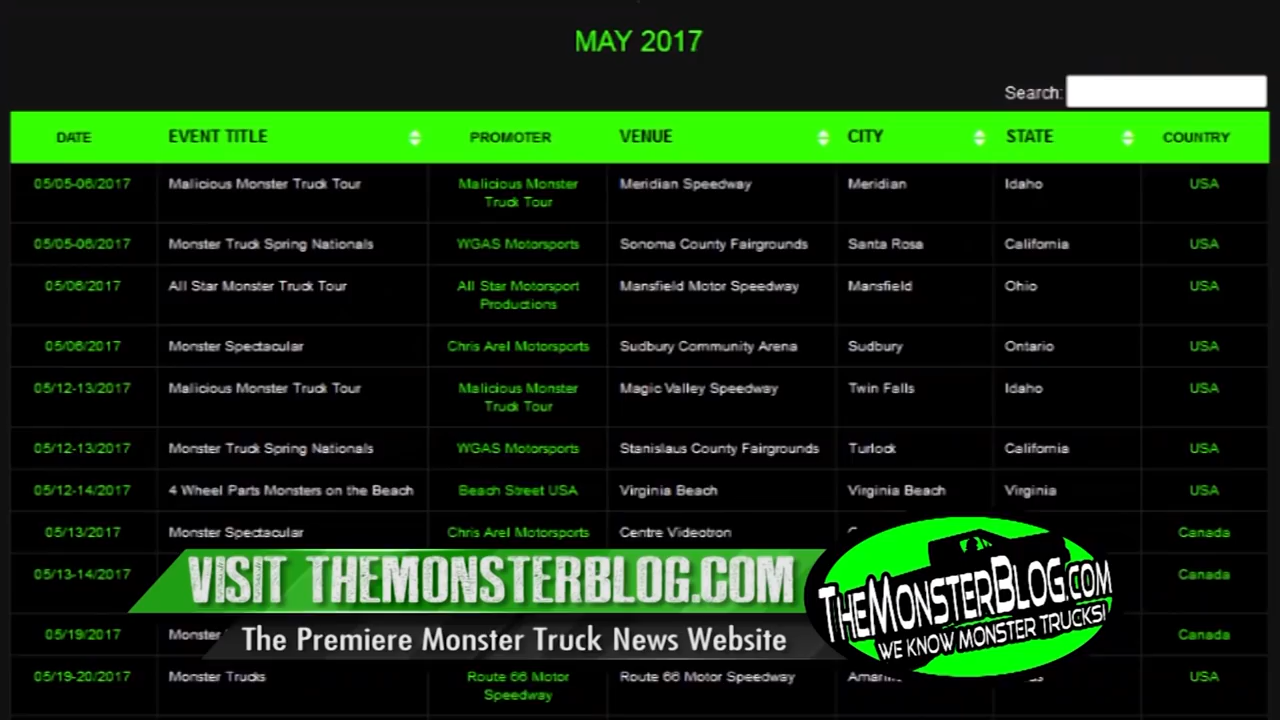 MAY 2017
Search:
DATE EVENT TITLE PROMOTER VENUE CITY STATE COUNTRY
05/05-06/2017 Malicious Monster Truck Tour Malicious Monster Truck Tour Meridian Speedway Meridian Idaho USA
05/05-06/2017 Monster Truck Spring Nationals WGAS Motorsports Sonoma County Fairgrounds Santa Rosa California USA
05/06/2017 All Star Monster Truck Tour All Star Motorsport Productions Mansfield Motor Speedway Mansfield Ohio USA
05/06/2017 Monster Spectacular Chris Arel Motorsports Sudbury Community Arena Sudbury Ontario USA
05/12-13/2017 Malicious Monster Truck Tour Malicious Monster Truck Tour Magic Valley Speedway Twin Falls Idaho USA
05/12-13/2017 Monster Truck Spring Nationals WGAS Motorsports Stanislaus County Fairgrounds Turlock California USA
05/12-14/2017 4 Wheel Parts Monsters on the Beach Beach Street USA Virginia Beach Virginia Beach Virginia USA
05/13/2017 Monster Spectacular Chris Arel Motorsports Centre Videotron Canada
05/13-14/2017 Canada
VISIT THEMONSTERBLOG.COM
THEMONSTERBLOG.COM
WE KNOW MONSTER TRUCKS!
05/19/2017 Monster Canada
The Premiere Monster Truck News Website
05/19-20/2017 Monster Trucks Route 66 Motor Speedway Route 66 Motor Speedway USA